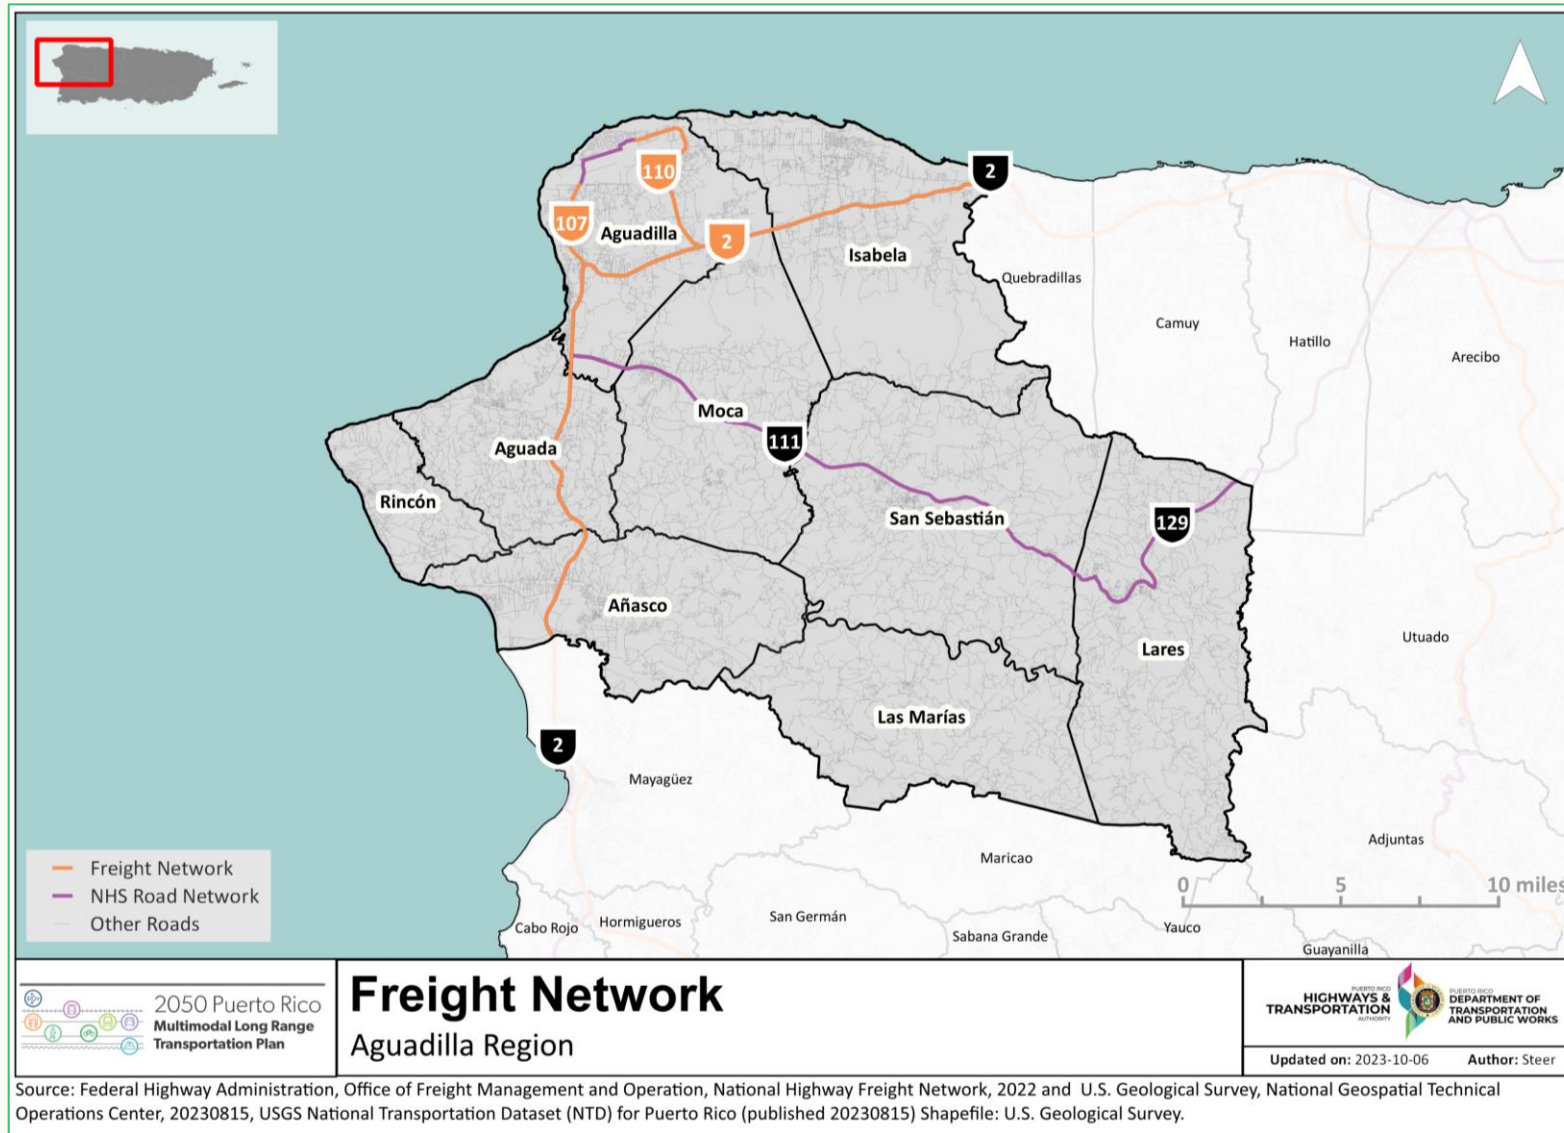 110
2
107
Aguadilla
2
Isabela
Quebradillas
Camuy
Hatillo
Arecibo
Moca
111
Aguada
Rincón
San Sebastián
129
Añasco
Lares
Utuado
Las Marías
2
Mayagüez
Adjuntas
Maricao
0 5 10 miles
Freight Network
NHS Road Network
Other Roads
Cabo Rojo
Hormigueros
San Germán
Sabana Grande
Yauco
Guayanilla
2050 Puerto Rico
Multimodal Long Range
Transportation Plan
Freight Network
Aguadilla Region
PUERTO RICO
HIGHWAYS &
TRANSPORTATION
AUTHORITY
PUERTO RICO
DEPARTMENT OF
TRANSPORTATION
AND PUBLIC WORKS
Updated on: 2023-10-06 Author: Steer
Source: Federal Highway Administration, Office of Freight Management and Operation, National Highway Freight Network, 2022 and U.S. Geological Survey, National Geospatial Technical
Operations Center, 20230815, USGS National Transportation Dataset (NTD) for Puerto Rico (published 20230815) Shapefile: U.S. Geological Survey.